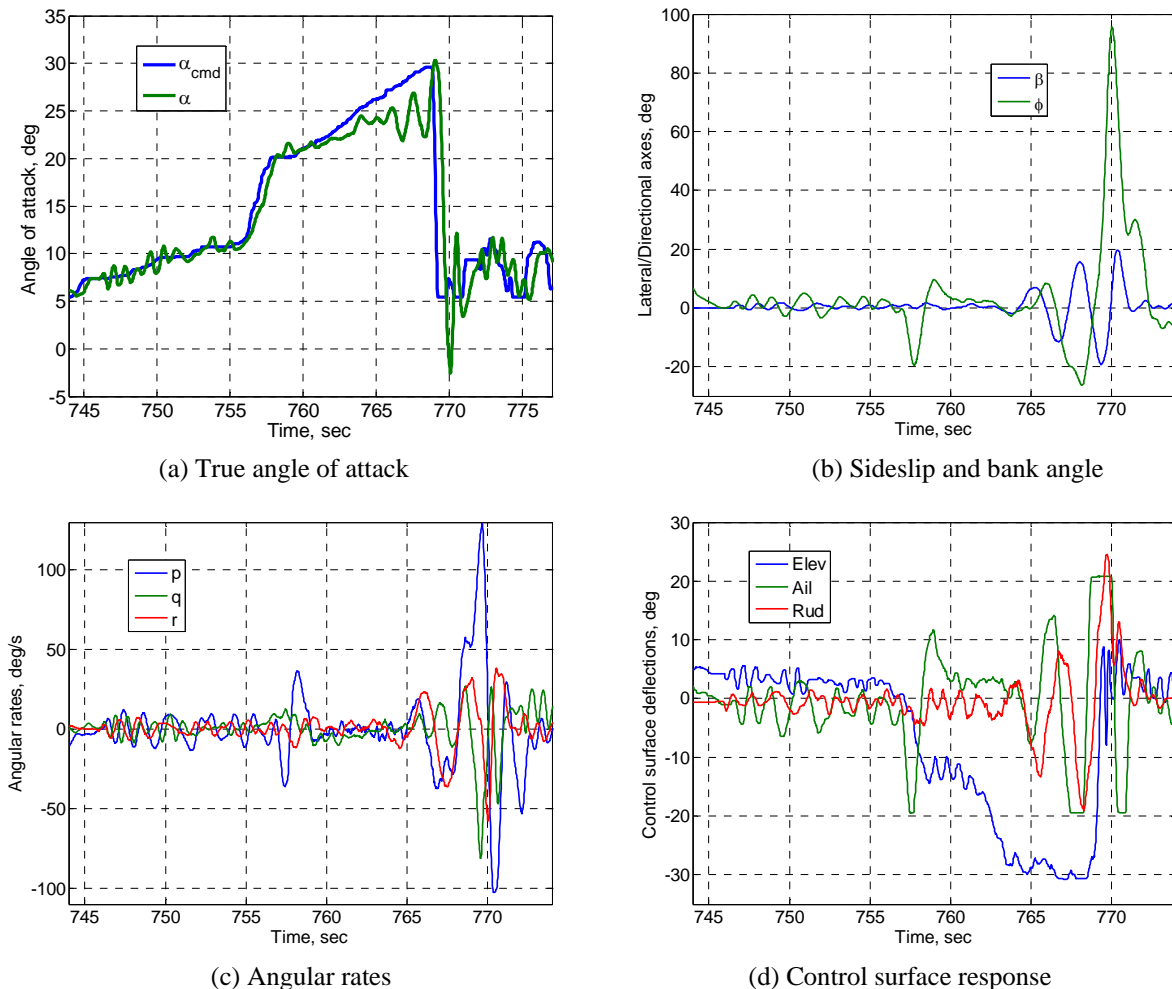 35
30
25
20
15
10
5
0
-5
α_cmd
α
Angle of attack, deg
745 750 755 760 765 770 775
Time, sec
(a) True angle of attack
100
80
60
40
20
0
-20
β
ϕ
Lateral/Directional axes, deg
745 750 755 760 765 770
Time, sec
(b) Sideslip and bank angle
100
50
0
-50
-100
p
q
r
Angular rates, deg/s
745 750 755 760 765 770
Time, sec
(c) Angular rates
30
20
10
0
-10
-20
-30
Elev
Ail
Rud
Control surface deflections, deg
745 750 755 760 765 770
Time, sec
(d) Control surface response